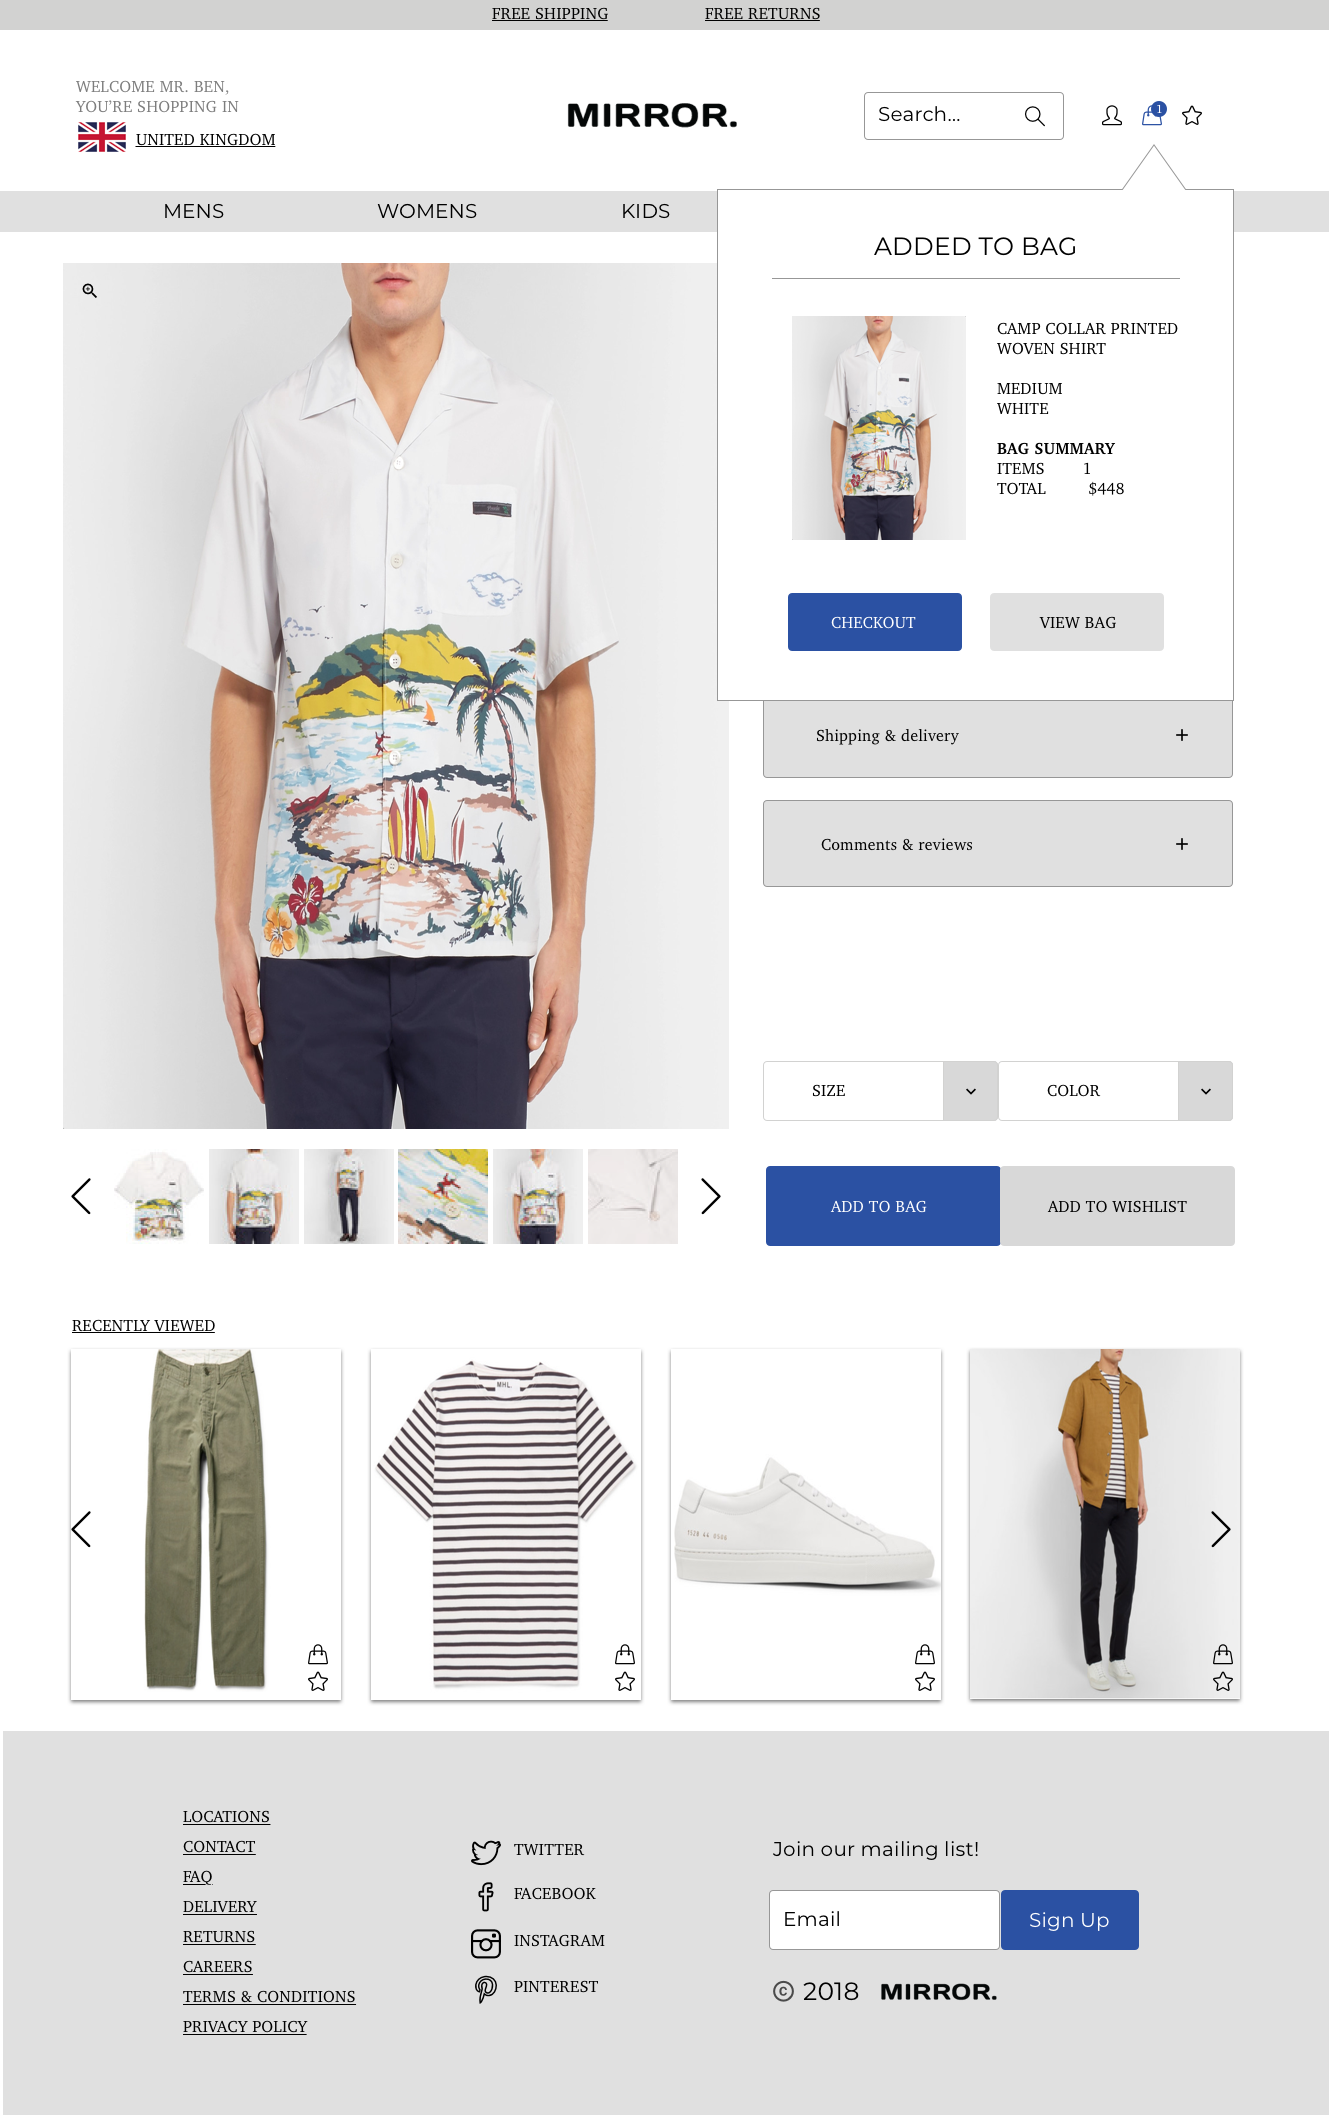 FREE SHIPPING
FREE RETURNS
WELCOME MR. BEN,
YOU'RE SHOPPING IN
UNITED KINGDOM
MIRROR.
Search...
1
MENS
WOMENS
KIDS
ADDED TO BAG
CAMP COLLAR PRINTED
WOVEN SHIRT
MEDIUM
WHITE
BAG SUMMARY
ITEMS 1
TOTAL $448
CHECKOUT
VIEW BAG
Shipping & delivery
Comments & reviews
SIZE
COLOR
ADD TO BAG
ADD TO WISHLIST
RECENTLY VIEWED
MHL.
LOCATIONS
CONTACT
FAQ
DELIVERY
RETURNS
CAREERS
TERMS & CONDITIONS
PRIVACY POLICY
TWITTER
FACEBOOK
INSTAGRAM
PINTEREST
Join our mailing list!
Email
Sign Up
© 2018 MIRROR.